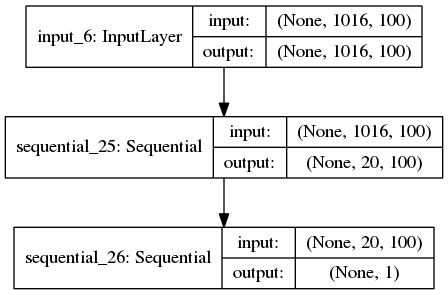 input_6: InputLayer
input: (None, 1016, 100)
output: (None, 1016, 100)
sequential_25: Sequential
input: (None, 1016, 100)
output: (None, 20, 100)
sequential_26: Sequential
input: (None, 20, 100)
output: (None, 1)